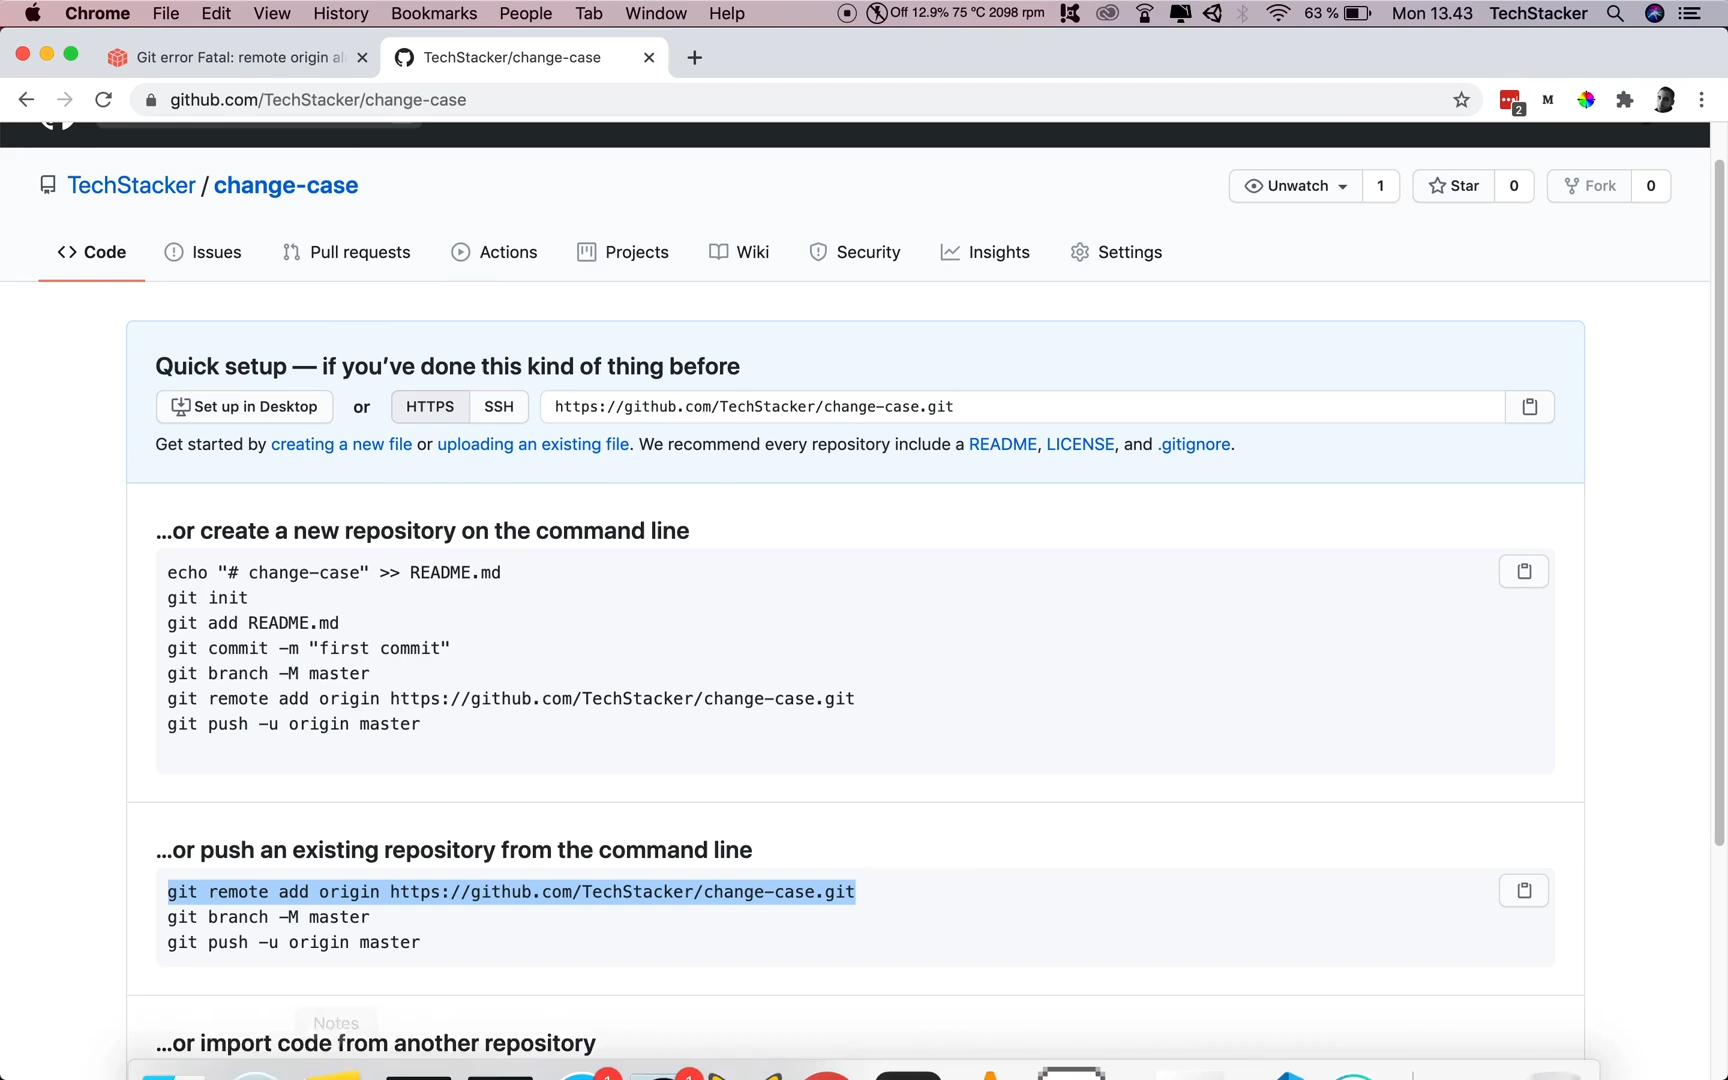 Chrome File Edit View History Bookmarks People Tab Window Help Off 12.9% 75 °C 2098 rpm 63 % Mon 13.43 TechStacker
Git error Fatal: remote origin al
TechStacker/change-case
github.com/TechStacker/change-case
2
M
TechStacker / change-case
Unwatch 1 Star 0 Fork 0
Code Issues Pull requests Actions Projects Wiki Security Insights Settings
Quick setup — if you’ve done this kind of thing before
Set up in Desktop or HTTPS SSH https://github.com/TechStacker/change-case.git
Get started by creating a new file or uploading an existing file. We recommend every repository include a README, LICENSE, and .gitignore.
…or create a new repository on the command line
echo "# change-case" >> README.md
git init
git add README.md
git commit -m "first commit"
git branch -M master
git remote add origin https://github.com/TechStacker/change-case.git
git push -u origin master
…or push an existing repository from the command line
git remote add origin https://github.com/TechStacker/change-case.git
git branch -M master
git push -u origin master
Notes
…or import code from another repository
1
1